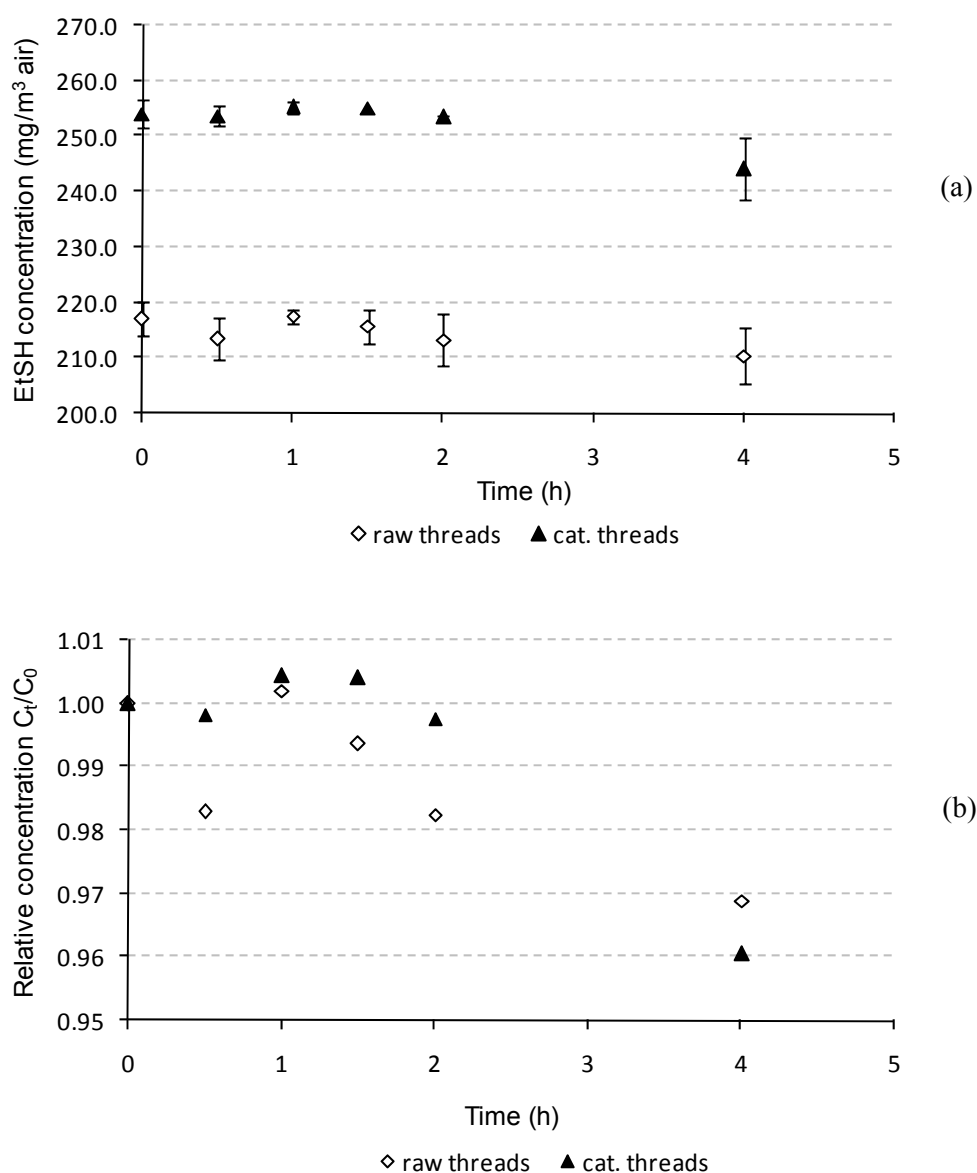 270.0
260.0
250.0
240.0
230.0
220.0
210.0
200.0
EtSH concentration (mg/m³ air)
(a)
0 1 2 3 4 5
Time (h)
raw threads cat. threads
1.01
1.00
0.99
0.98
0.97
0.96
0.95
Relative concentration Cₜ/C₀
(b)
0 1 2 3 4 5
Time (h)
raw threads cat. threads